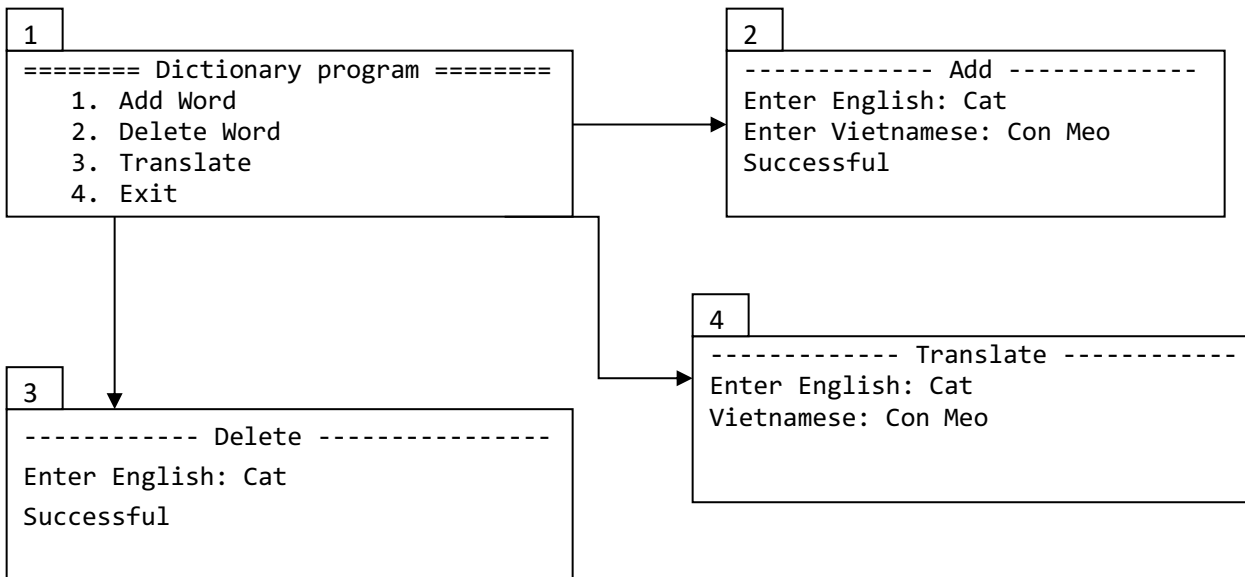 1
======== Dictionary program ========
1. Add Word
2. Delete Word
3. Translate
4. Exit
2
------------- Add -------------
Enter English: Cat
Enter Vietnamese: Con Meo
Successful
3
------------ Delete ----------------
Enter English: Cat
Successful
4
------------- Translate ------------
Enter English: Cat
Vietnamese: Con Meo